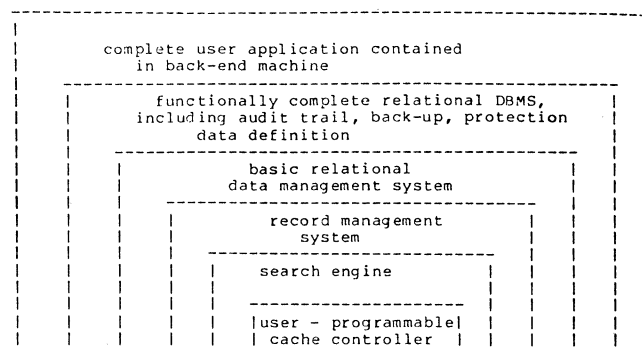 complete user application contained
in back-end machine
functionally complete relational DBMS,
including audit trail, back-up, protection
data definition
basic relational
data management system
record management
system
search engine
user - programmable
cache controller